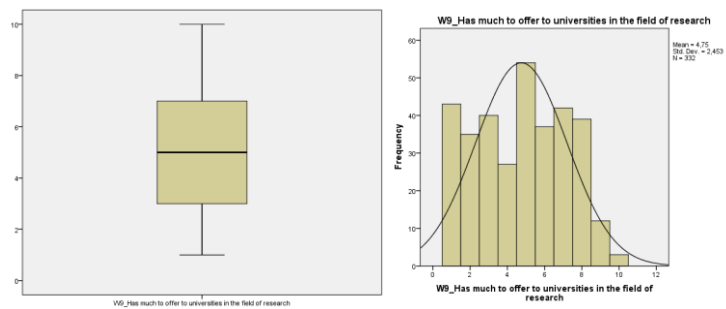 10
8
6
4
2
0
W9_Has much to offer to universities in the field of research
W9_Has much to offer to universities in the field of research
Mean = 4,75
Std. Dev. = 2,453
N = 332
Frequency
60
50
40
30
20
10
0
0 2 4 6 8 10 12
W9_Has much to offer to universities in the field of
research